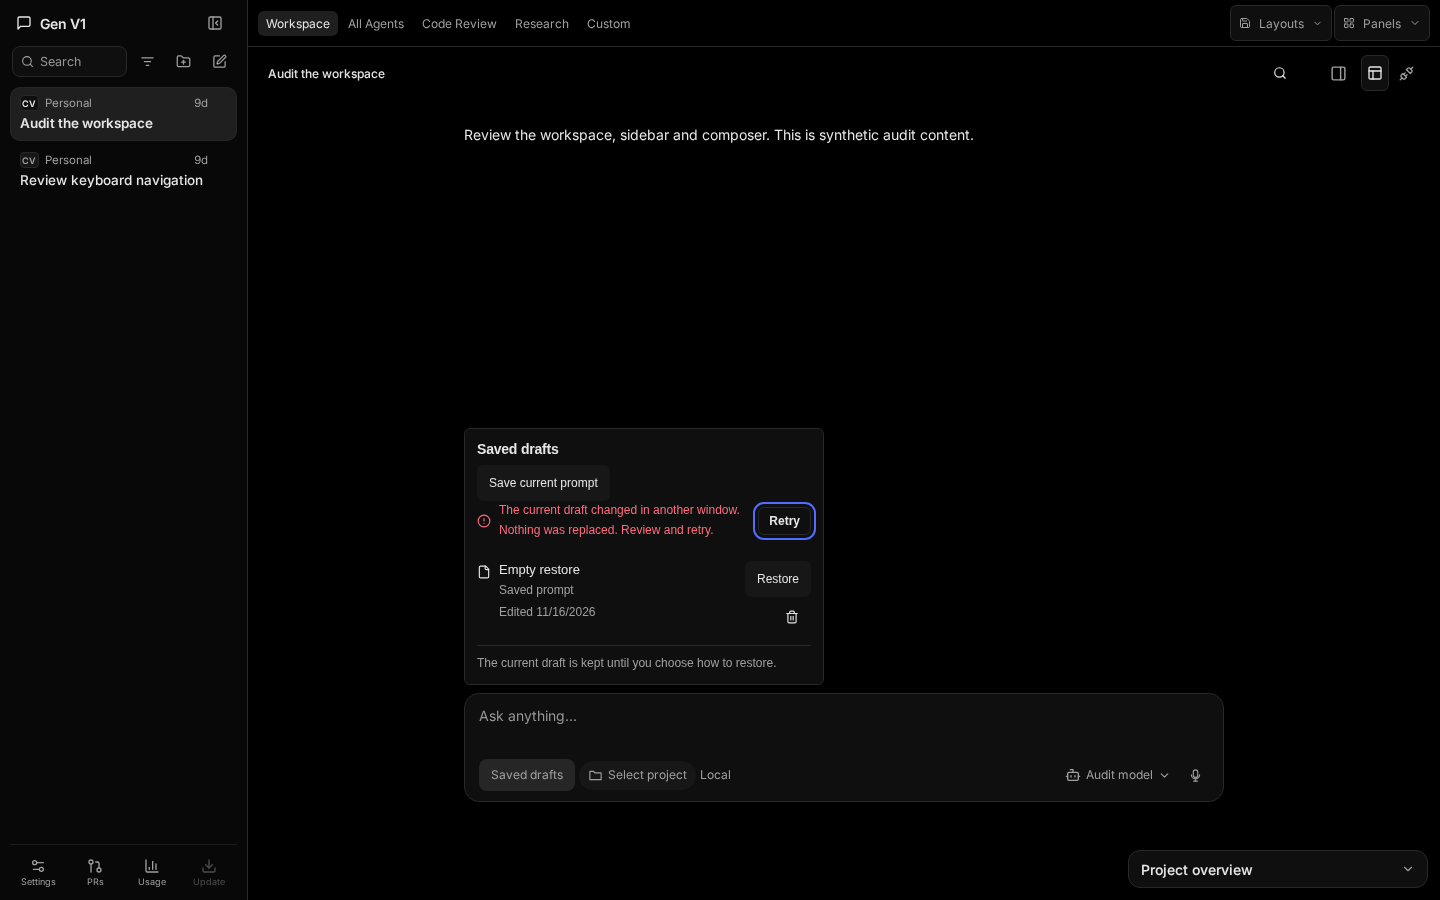 Gen V1
Search
CV Personal 9d
Audit the workspace
CV Personal 9d
Review keyboard navigation
Settings PRs Usage Update
Workspace All Agents Code Review Research Custom
Layouts Panels
Audit the workspace
Review the workspace, sidebar and composer. This is synthetic audit content.
Saved drafts
Save current prompt
The current draft changed in another window.
Nothing was replaced. Review and retry.
Retry
Empty restore
Restore
Saved prompt
Edited 11/16/2026
The current draft is kept until you choose how to restore.
Ask anything...
Saved drafts Select project Local Audit model
Project overview